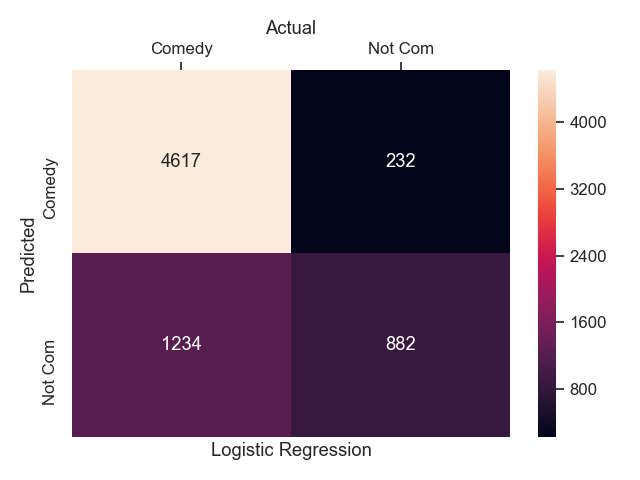 Actual
Comedy Not Com
Predicted
Comedy
Not Com
4617 232
1234 882
Logistic Regression
4000
3200
2400
1600
800